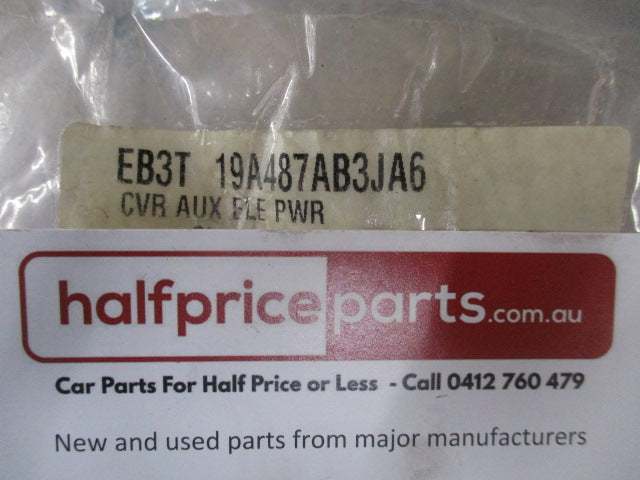 EB3T 19A487AB3JA6
CVR AUX ELE PWR
halfpriceparts.com.au
Car Parts For Half Price or Less - Call 0412 760 479
New and used parts from major manufacturers